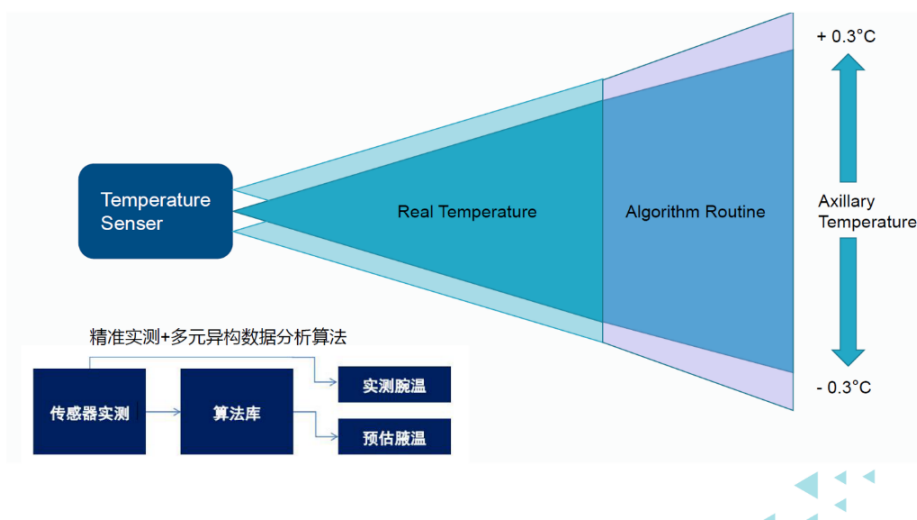 + 0.3°C
Temperature
Senser
Real Temperature
Algorithm Routine
Axillary
Temperature
- 0.3°C
精准实测+多元异构数据分析算法
传感器实测
算法库
实测腕温
预估腋温